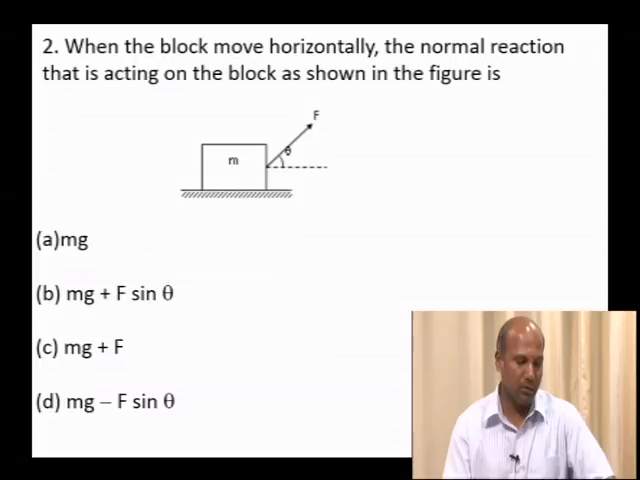 2. When the block move horizontally, the normal reaction
that is acting on the block as shown in the figure is
F
θ
m
(a)mg
(b) mg + F sin θ
(c) mg + F
(d) mg – F sin θ